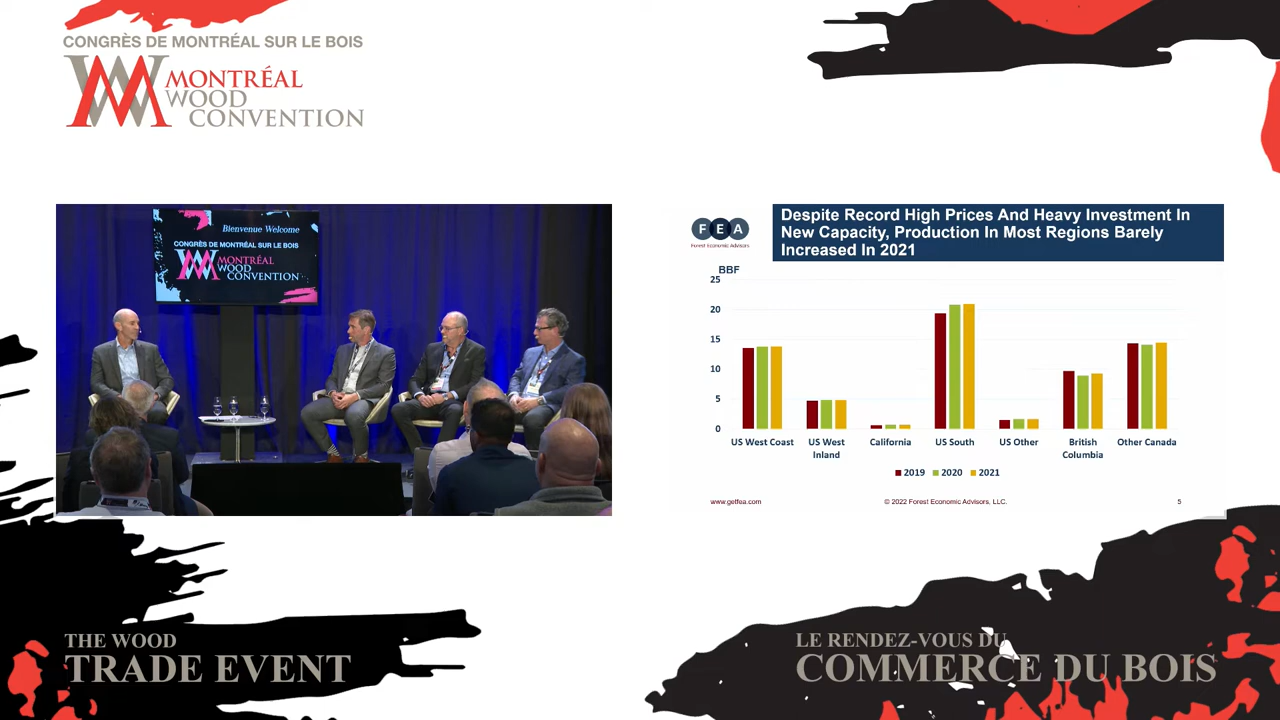 CONGRÈS DE MONTRÉAL SUR LE BOIS
MONTRÉAL
WOOD
CONVENTION
Bienvenue Welcome
CONGRÈS DE MONTRÉAL SUR LE BOIS
MONTRÉAL
WOOD
CONVENTION
F E A
Forest Economic Advisors
Despite Record High Prices And Heavy Investment In
New Capacity, Production In Most Regions Barely
Increased In 2021
BBF
25
20
15
10
5
0
US West Coast
US West
Inland
California
US South
US Other
British
Columbia
Other Canada
2019 2020 2021
www.getfea.com
© 2022 Forest Economic Advisors, LLC.
5
THE WOOD
TRADE EVENT
LE RENDEZ-VOUS DU
COMMERCE DU BOIS